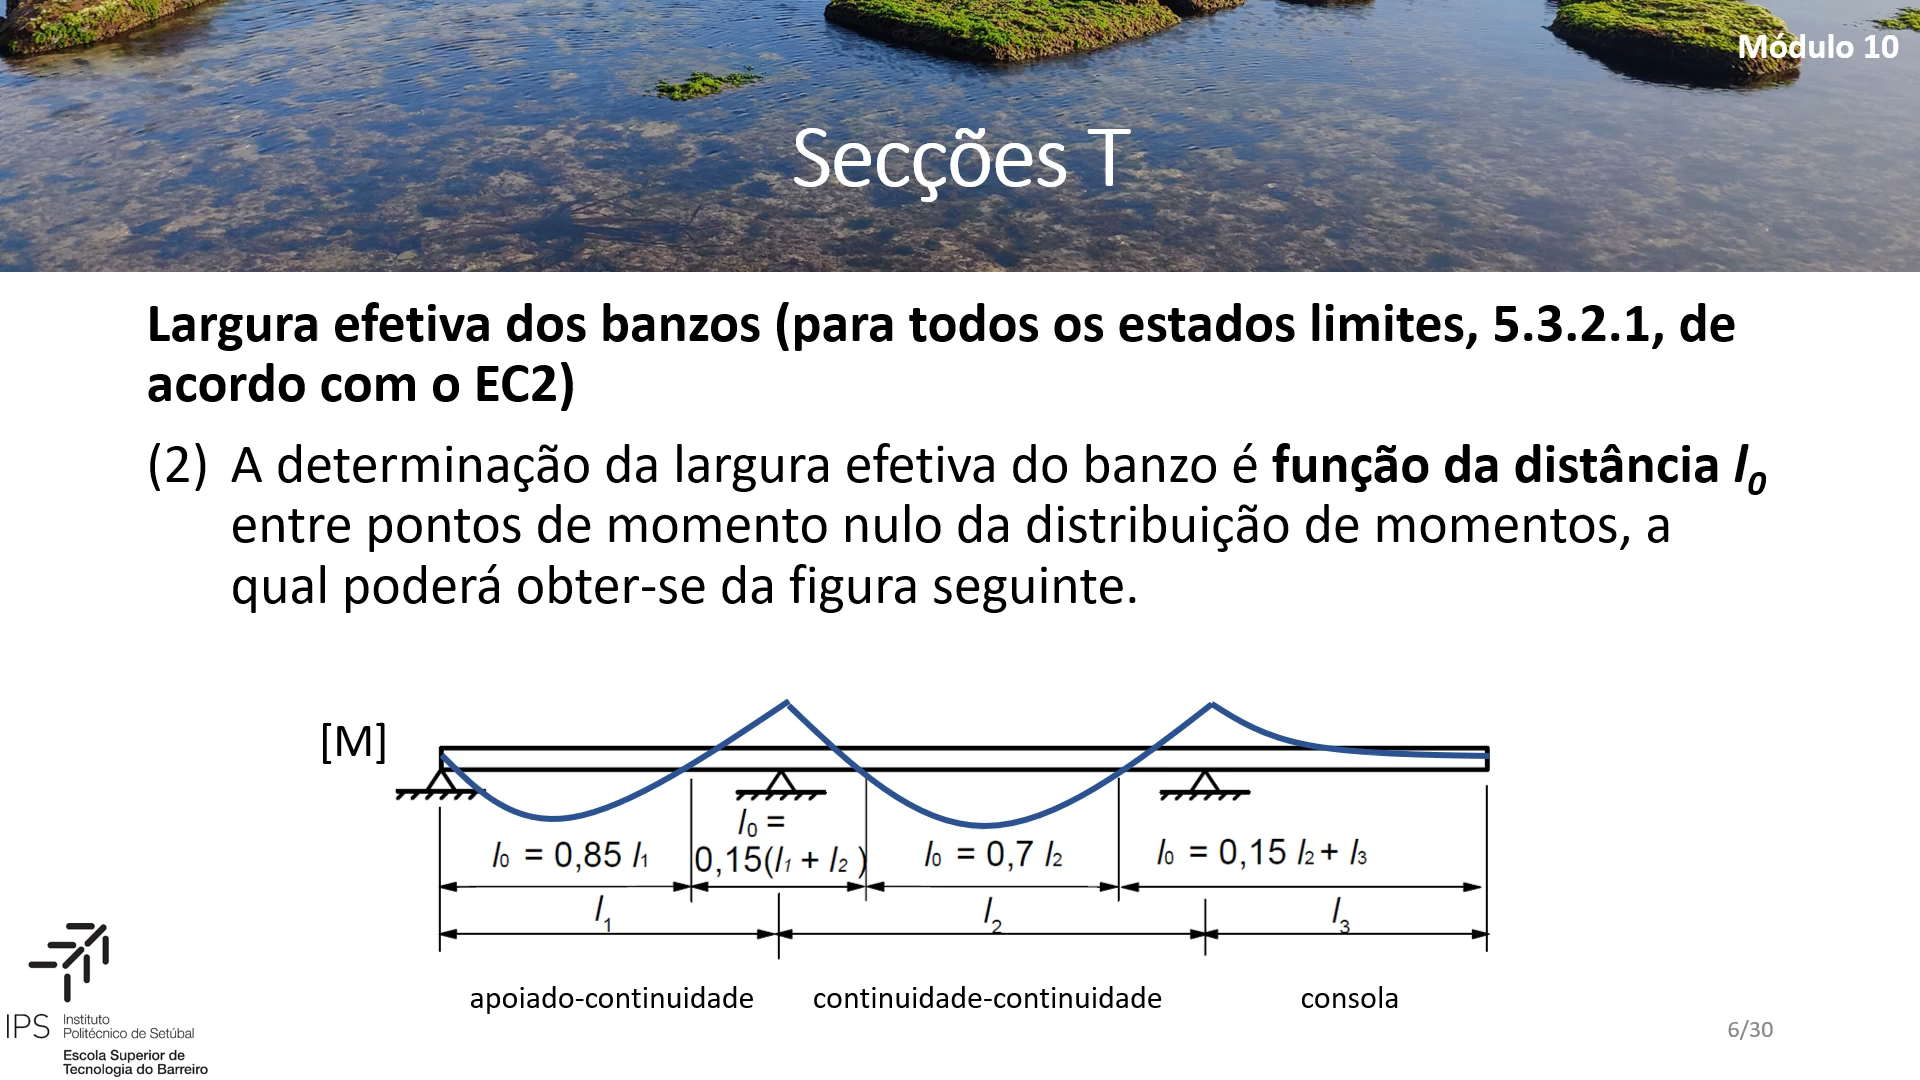 Módulo 10
Secções T
Largura efetiva dos banzos (para todos os estados limites, 5.3.2.1, de
acordo com o EC2)
(2) A determinação da largura efetiva do banzo é função da distância l0
entre pontos de momento nulo da distribuição de momentos, a
qual poderá obter-se da figura seguinte.
[M]
l0 = 0,85 l1
l0 =
0,15(l1 + l2 )
l0 = 0,7 l2
l0 = 0,15 l2 + l3
l1
l2
l3
apoiado-continuidade
continuidade-continuidade
consola
IPS Instituto
Politécnico de Setúbal
Escola Superior de
Tecnologia do Barreiro
6/30